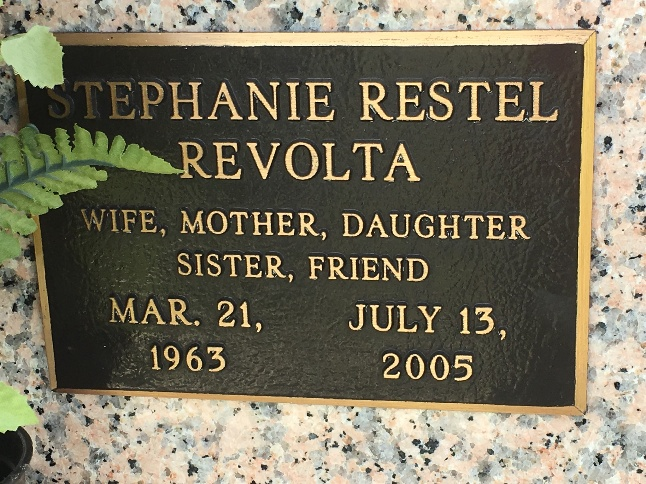 STEPHANIE RESTEL
REVOLTA
WIFE, MOTHER, DAUGHTER
SISTER, FRIEND
MAR. 21, JULY 13,
1963 2005